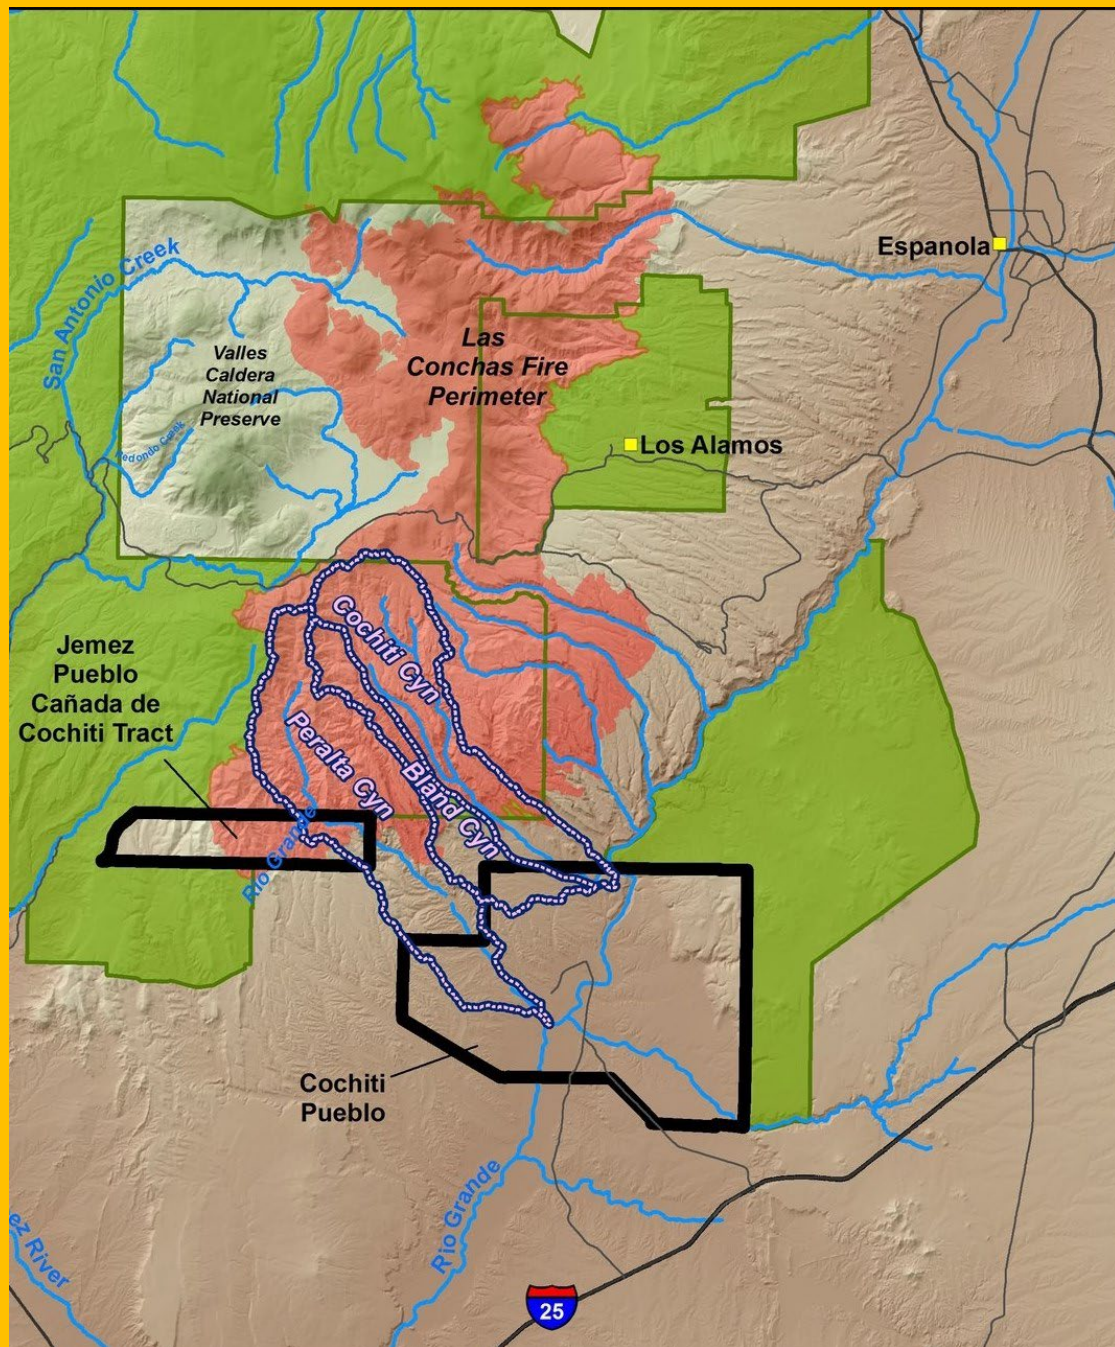 Espanola
San Antonio Creek
Las
Conchas Fire
Perimeter
Valles
Caldera
National
Preserve
Redondo Creek
Los Alamos
Cochiti Cyn
Jemez
Pueblo
Cañada de
Cochiti Tract
Peralta Cyn
Bland Cyn
Rio Grande
Cochiti
Pueblo
Rio Grande
ez River
25